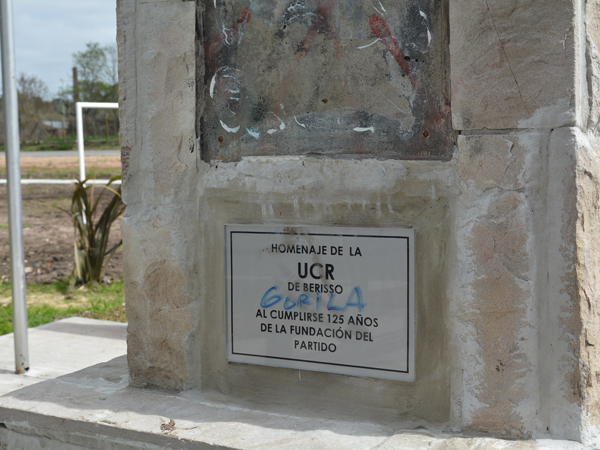 HOMENAJE DE LA
UCR
DE BERISSO
GORILA
AL CUMPLIRSE 125 AÑOS
DE LA FUNDACIÓN DEL
PARTIDO